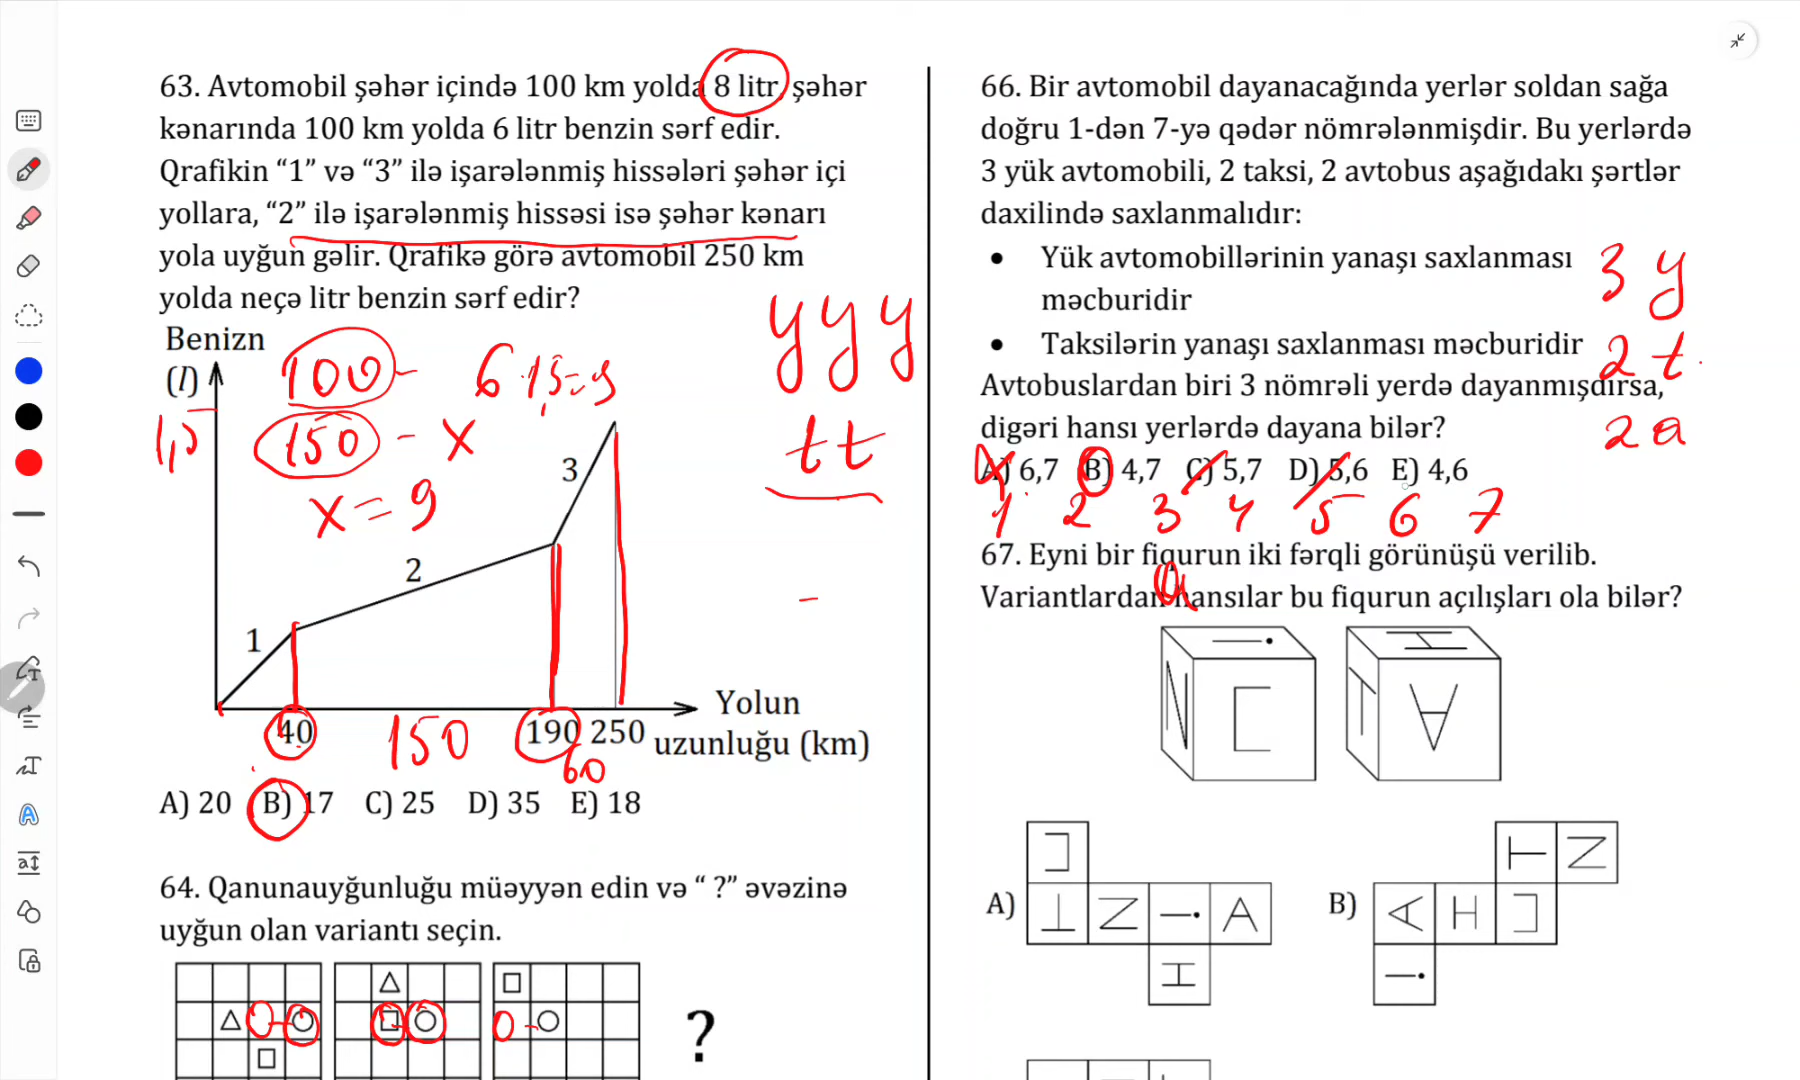 63. Avtomobil şəhər içində 100 km yolda 8 litr, şəhər
kənarında 100 km yolda 6 litr benzin sərf edir.
Qrafikin “1” və “3” ilə işarələnmiş hissələri şəhər içi
yollara, “2” ilə işarələnmiş hissəsi isə şəhər kənarı
yola uyğun gəlir. Qrafikə görə avtomobil 250 km
yolda neçə litr benzin sərf edir?
Benizn
(l)
100 - 6 · 1,5 = 9
1,5
150 - x
x = 9
y y y
t t
3
2
1
40 190 250
150
60
Yolun
uzunluğu (km)
A) 20 B) 17 C) 25 D) 35 E) 18
64. Qanunauyğunluğu müəyyən edin və “ ?” əvəzinə
uyğun olan variantı seçin.
?
66. Bir avtomobil dayanacağında yerlər soldan sağa
doğru 1-dən 7-yə qədər nömrələnmişdir. Bu yerlərdə
3 yük avtomobili, 2 taksi, 2 avtobus aşağıdakı şərtlər
daxilində saxlanmalıdır:
• Yük avtomobillərinin yanaşı saxlanması
məcburidir
• Taksilərin yanaşı saxlanması məcburidir
3 y
2 t
2 a
Avtobuslardan biri 3 nömrəli yerdə dayanmışdırsa,
digəri hansı yerlərdə dayana bilər?
A) 6,7 B) 4,7 C) 5,7 D) 5,6 E) 4,6
1 2 3 4 5 6 7
a
67. Eyni bir fiqurun iki fərqli görünüşü verilib.
Variantlardan hansılar bu fiqurun açılışları ola bilər?
N
H
T
A
A)
T N A
H
B)
T N
A H